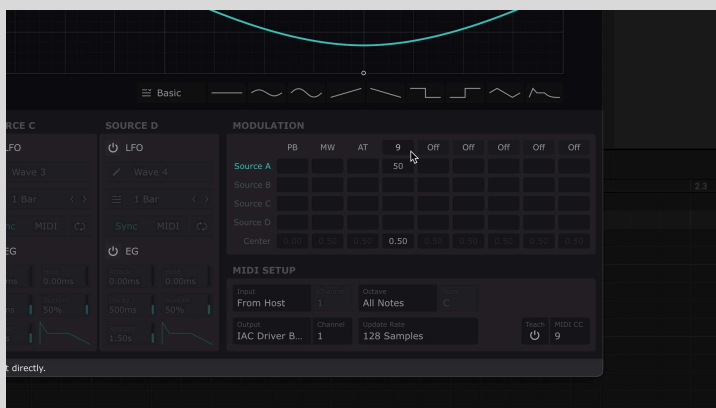 Basic
RCE C
SOURCE D
MODULATION
LFO
LFO
PB MW AT 9 Off Off Off Off Off
Wave 3
Wave 4
Source A 50
Source B
1 Bar
1 Bar
Source C
2.3
Source D
nc MIDI
Sync MIDI
Center 0.00 0.50 0.50 0.50 0.50 0.50 0.50 0.50 0.50
EG
EG
MIDI SETUP
0ms 0.00ms
0.00ms 0.00ms
Input
Octave
From Host 1
All Notes C
ms 50%
500ms 50%
Output Channel Update Rate Teach MIDI CC
IAC Driver B... 1 128 Samples 9
1.50s
t directly.